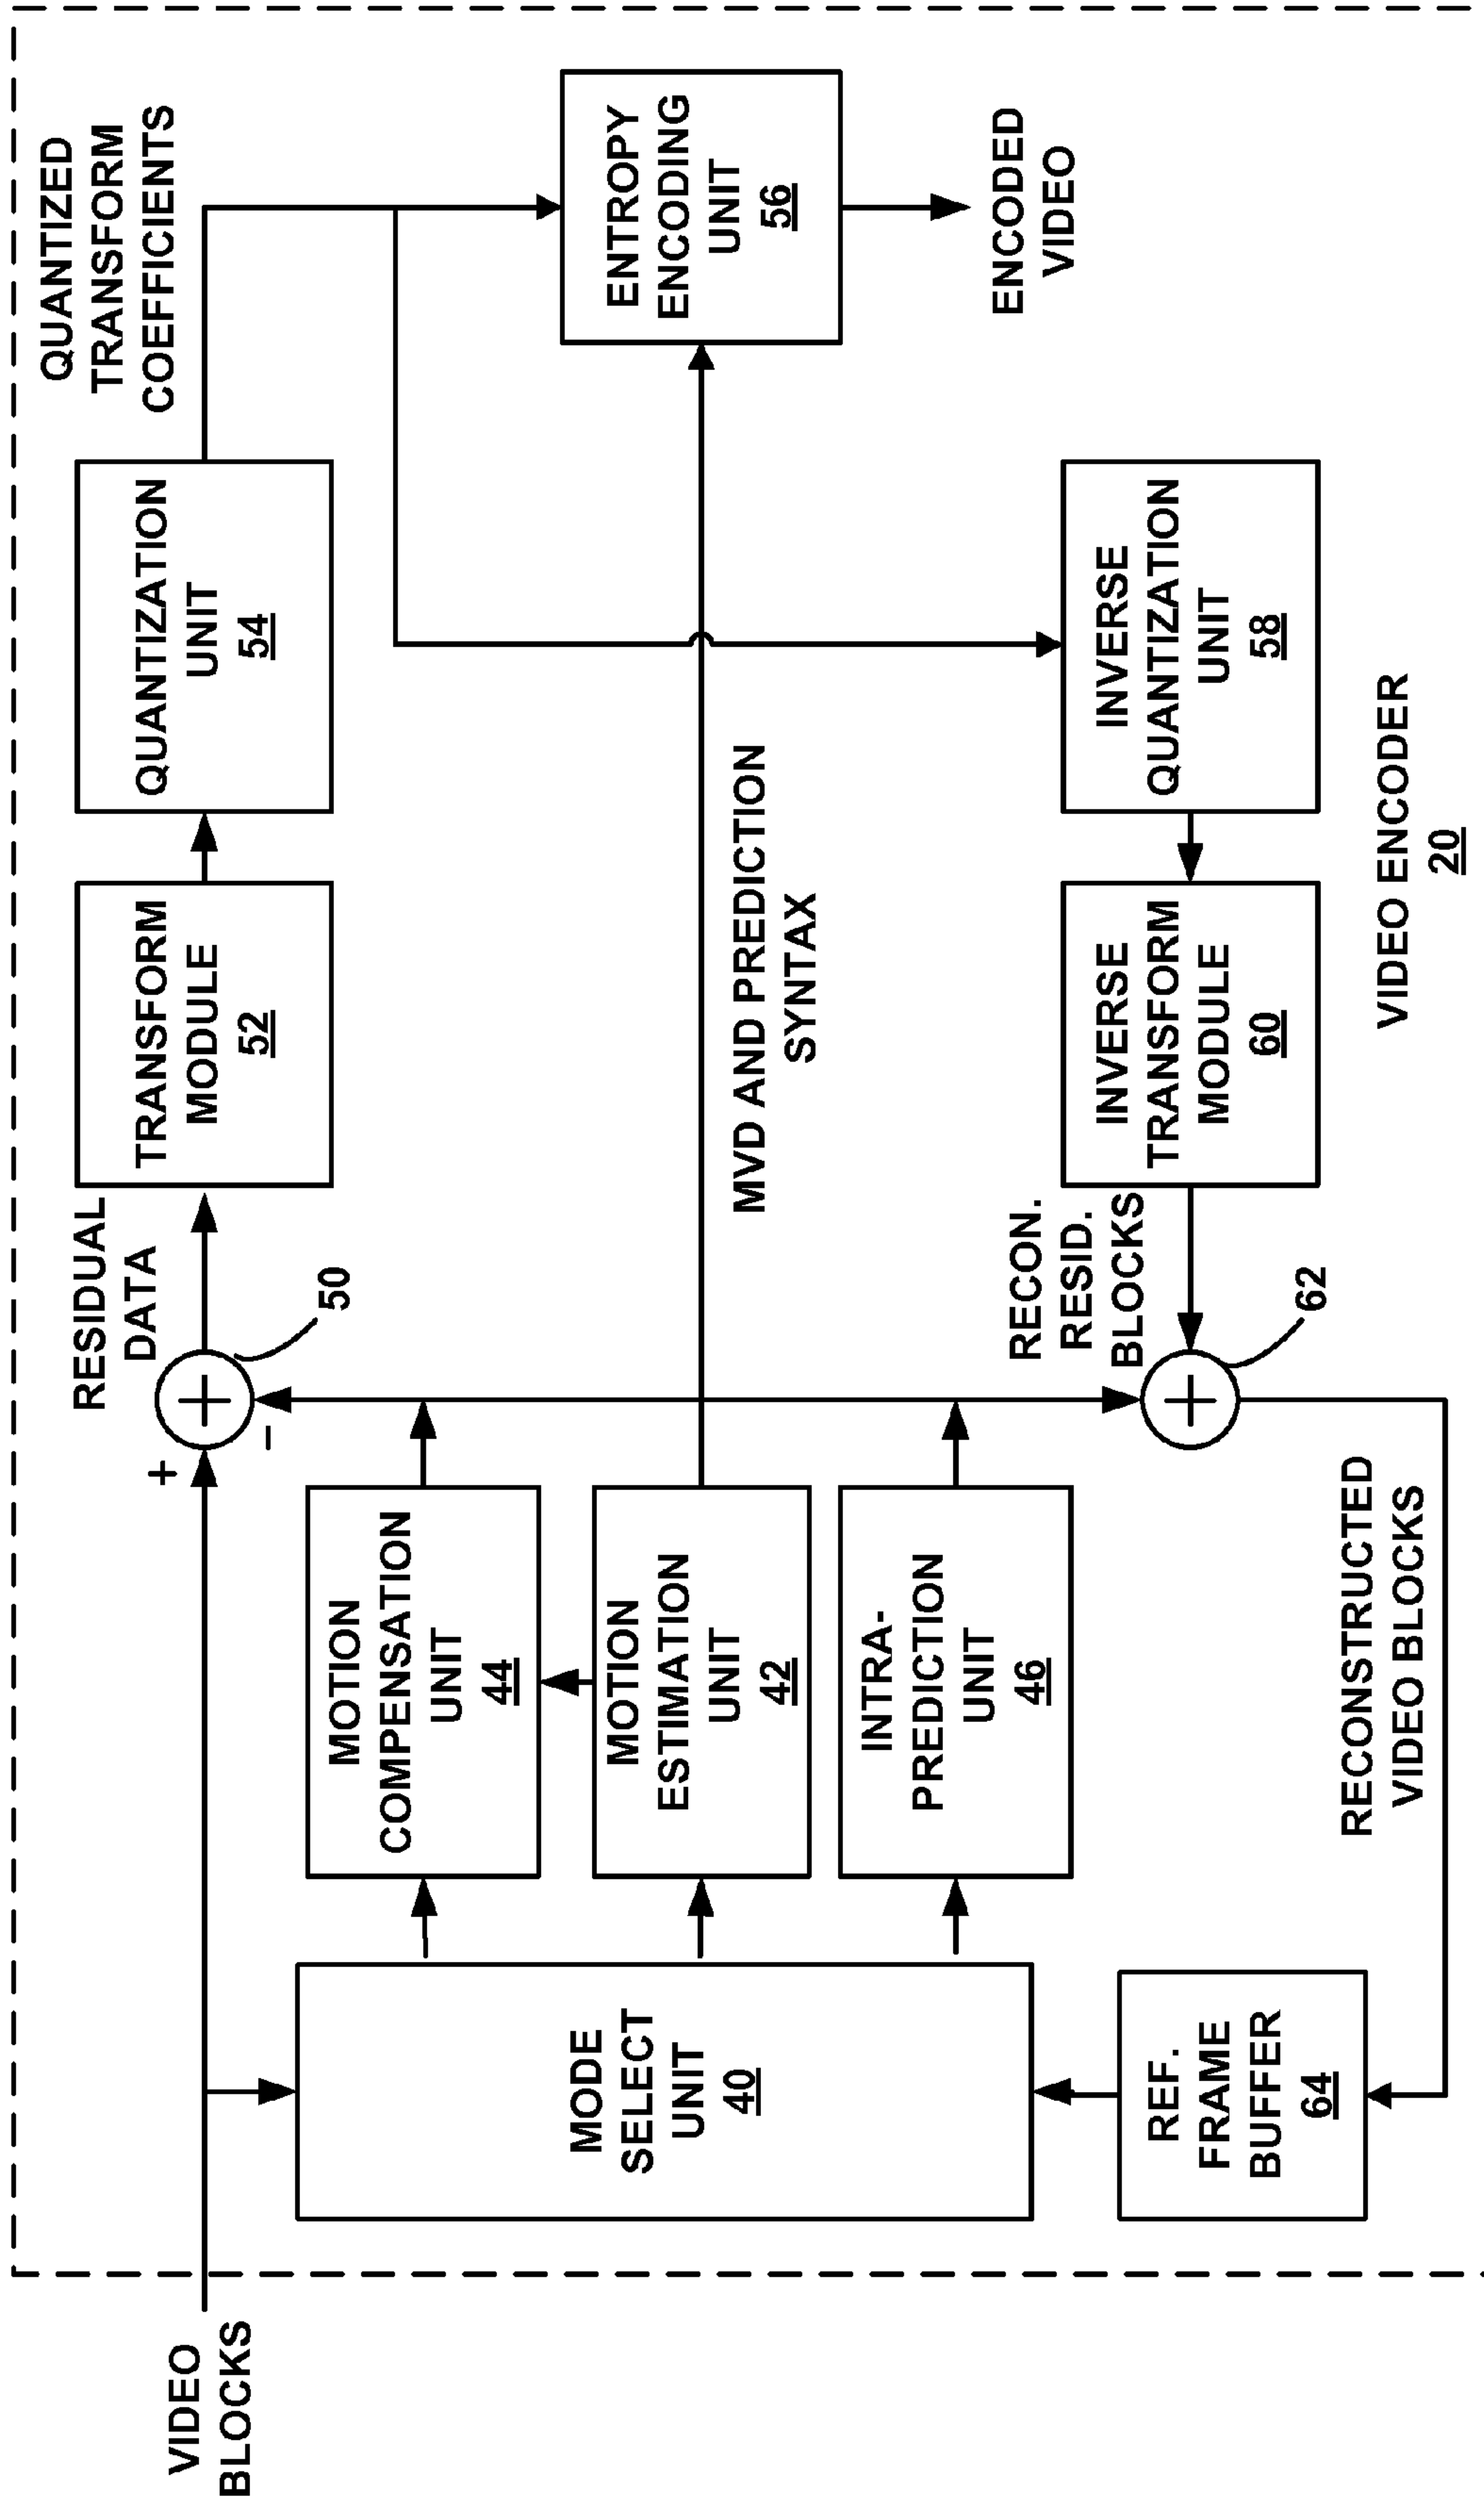 QUANTIZED
TRANSFORM
COEFFICIENTS
RESIDUAL
DATA
TRANSFORM
MODULE
52
QUANTIZATION
UNIT
54
VIDEO
BLOCKS
+
−
50
MODE
SELECT
UNIT
40
MOTION
COMPENSATION
UNIT
44
MOTION
ESTIMATION
UNIT
42
INTRA-
PREDICTION
UNIT
46
MVD AND PREDICTION
SYNTAX
ENTROPY
ENCODING
UNIT
56
ENCODED
VIDEO
RECON.
RESID.
BLOCKS
INVERSE
TRANSFORM
MODULE
60
INVERSE
QUANTIZATION
UNIT
58
62
REF.
FRAME
BUFFER
64
RECONSTRUCTED
VIDEO BLOCKS
VIDEO ENCODER
20